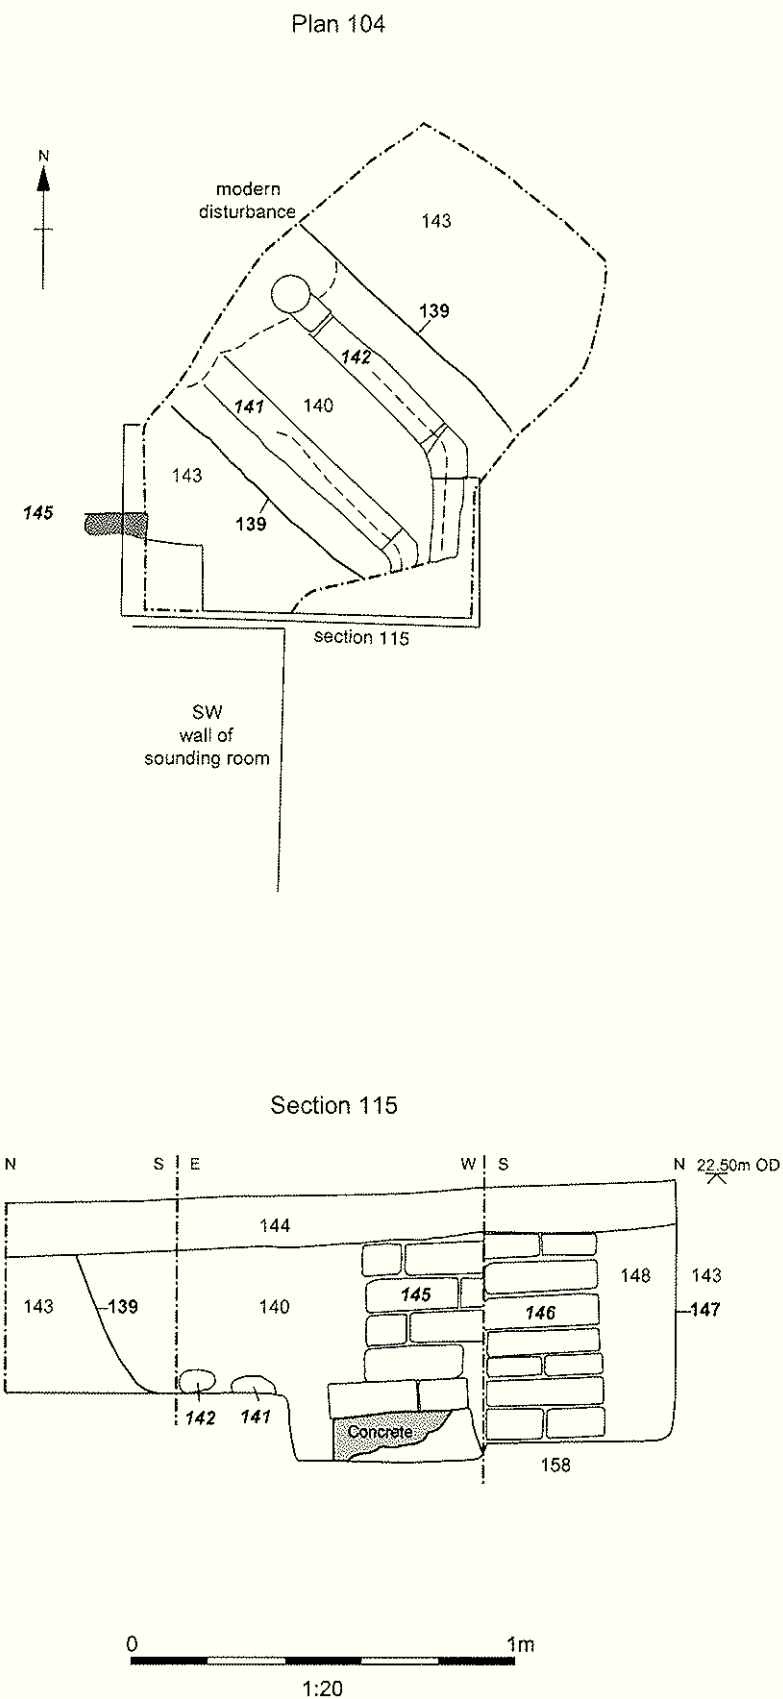 Plan 104
N
modern
disturbance
143
139
142
141
140
143
145
139
section 115
SW
wall of
sounding room
Section 115
N S E W S N 22.50m OD
144
143 139 140 145 146 148 143
147
142 141
Concrete
158
0 1m
1:20